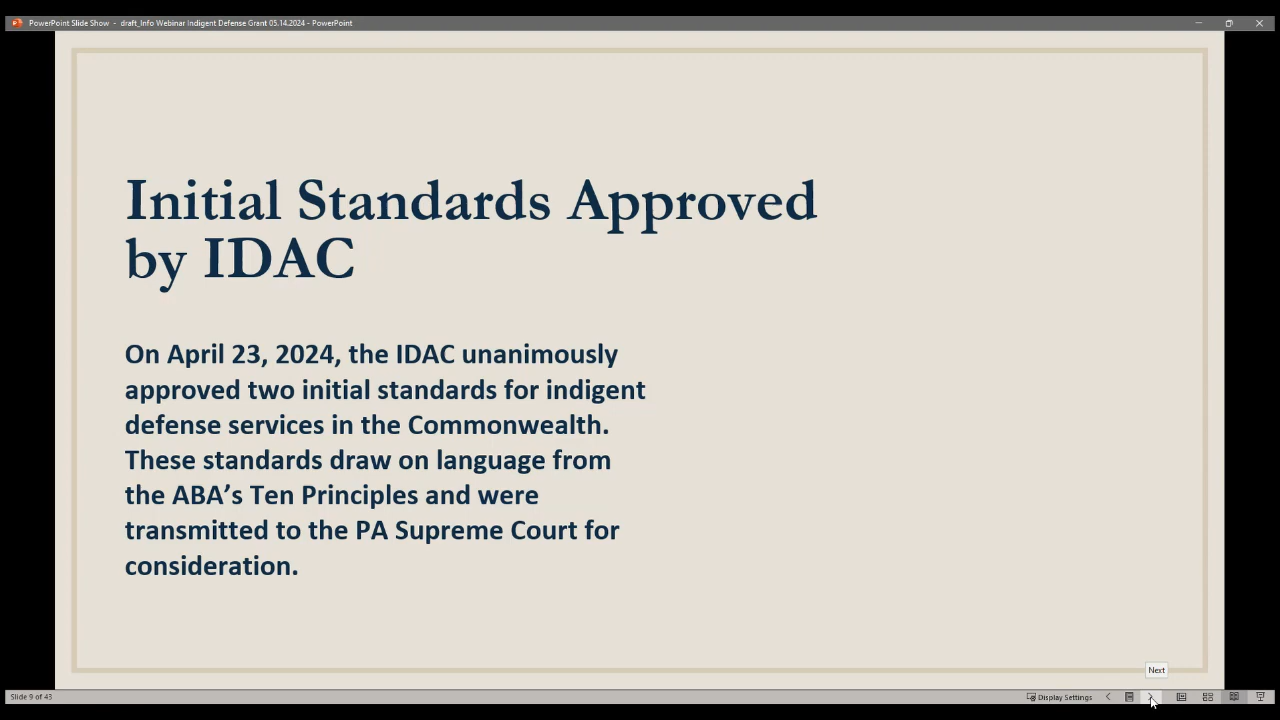 PowerPoint Slide Show - draft_Info Webinar Indigent Defense Grant 05.14.2024 - PowerPoint
Initial Standards Approved
by IDAC
On April 23, 2024, the IDAC unanimously
approved two initial standards for indigent
defense services in the Commonwealth.
These standards draw on language from
the ABA’s Ten Principles and were
transmitted to the PA Supreme Court for
consideration.
Next
Slide 9 of 43
Display Settings